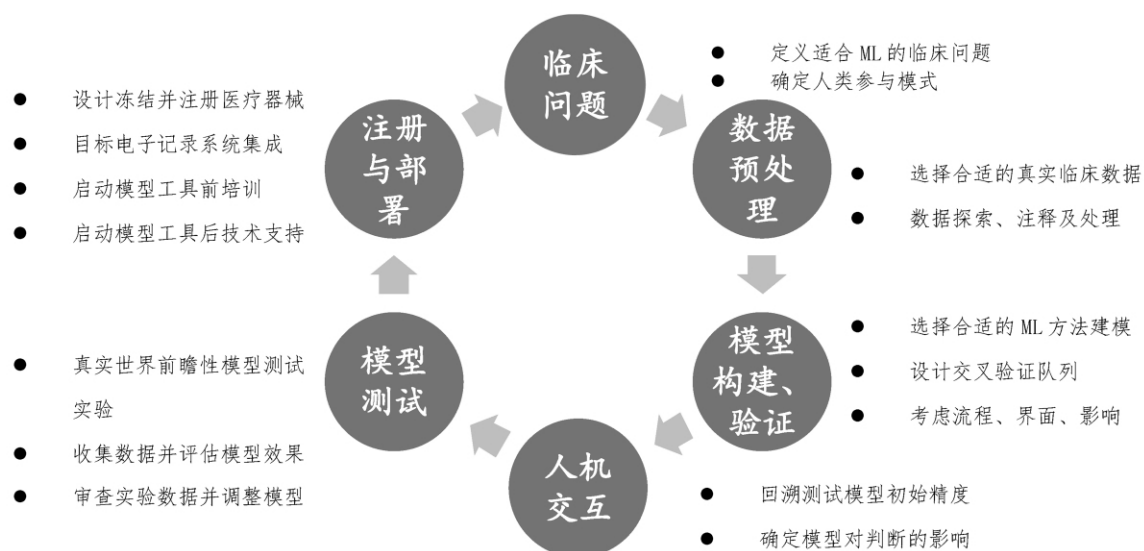 临床
问题
定义适合 ML 的临床问题
确定人类参与模式
数据
预处
理
选择合适的真实临床数据
数据探索、注释及处理
模型
构建、
验证
选择合适的 ML 方法建模
设计交叉验证队列
考虑流程、界面、影响
人机
交互
回溯测试模型初始精度
确定模型对判断的影响
模型
测试
真实世界前瞻性模型测试
实验
收集数据并评估模型效果
审查实验数据并调整模型
注册
与部
署
设计冻结并注册医疗器械
目标电子记录系统集成
启动模型工具前培训
启动模型工具后技术支持